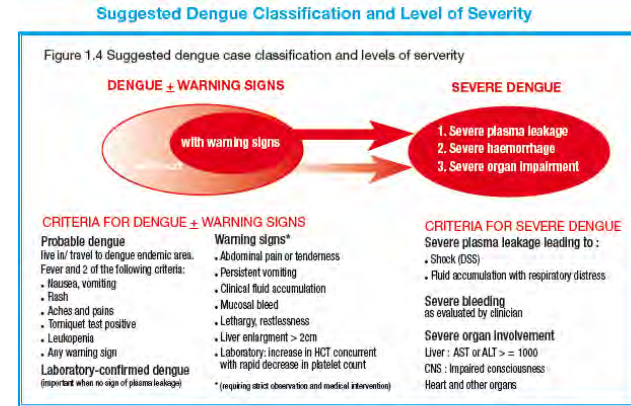 Suggested Dengue Classification and Level of Severity
Figure 1.4 Suggested dengue case classification and levels of serverity
DENGUE ± WARNING SIGNS
SEVERE DENGUE
with warning signs
1. Severe plasma leakage
2. Severe haemorrhage
3. Severe organ impairment
CRITERIA FOR DENGUE ± WARNING SIGNS
Probable dengue
live in/ travel to dengue endemic area.
Fever and 2 of the following criteria:
• Nausea, vomiting
• Rash
• Aches and pains
• Torniquet test positive
• Leukopenia
• Any warning sign
Laboratory-confirmed dengue
(important when no sign of plasma leakage)
Warning signs*
• Abdominal pain or tenderness
• Persistent vomiting
• Clinical fluid accumulation
• Mucosal bleed
• Lethargy, restlessness
• Liver enlargment > 2cm
• Laboratory: increase in HCT concurrent
with rapid decrease in platelet count
* (requiring strict observation and medical intervention)
CRITERIA FOR SEVERE DENGUE
Severe plasma leakage leading to :
• Shock (DSS)
• Fluid accumulation with respiratory distress
Severe bleeding
as evaluated by clinician
Severe organ involvement
Liver : AST or ALT > = 1000
CNS : Impaired consciousness
Heart and other organs